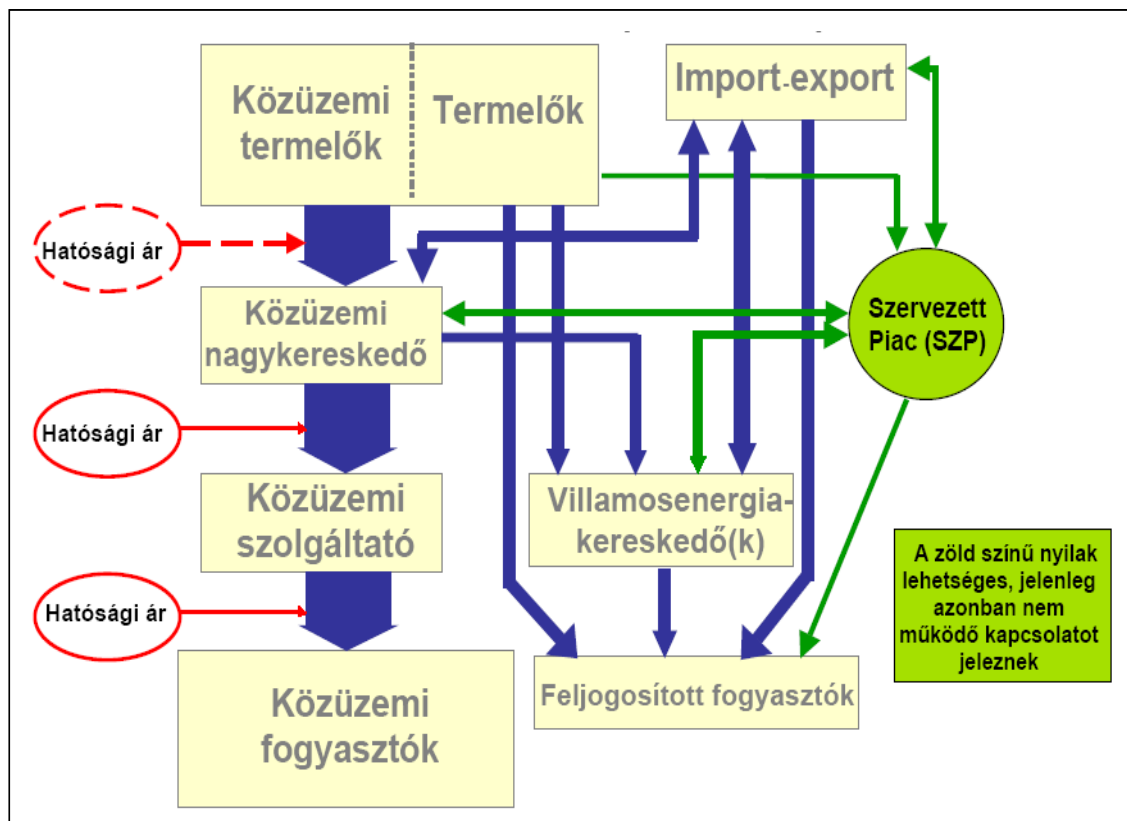 Közüzemi
termelők
Termelők
Import-export
Hatósági ár
Közüzemi
nagykereskedő
Szervezett
Piac (SZP)
Hatósági ár
Közüzemi
szolgáltató
Villamosenergia-
kereskedő(k)
Hatósági ár
A zöld színű nyilak
lehetséges, jelenleg
azonban nem
működő kapcsolatot
jeleznek
Közüzemi
fogyasztók
Feljogosított fogyasztók